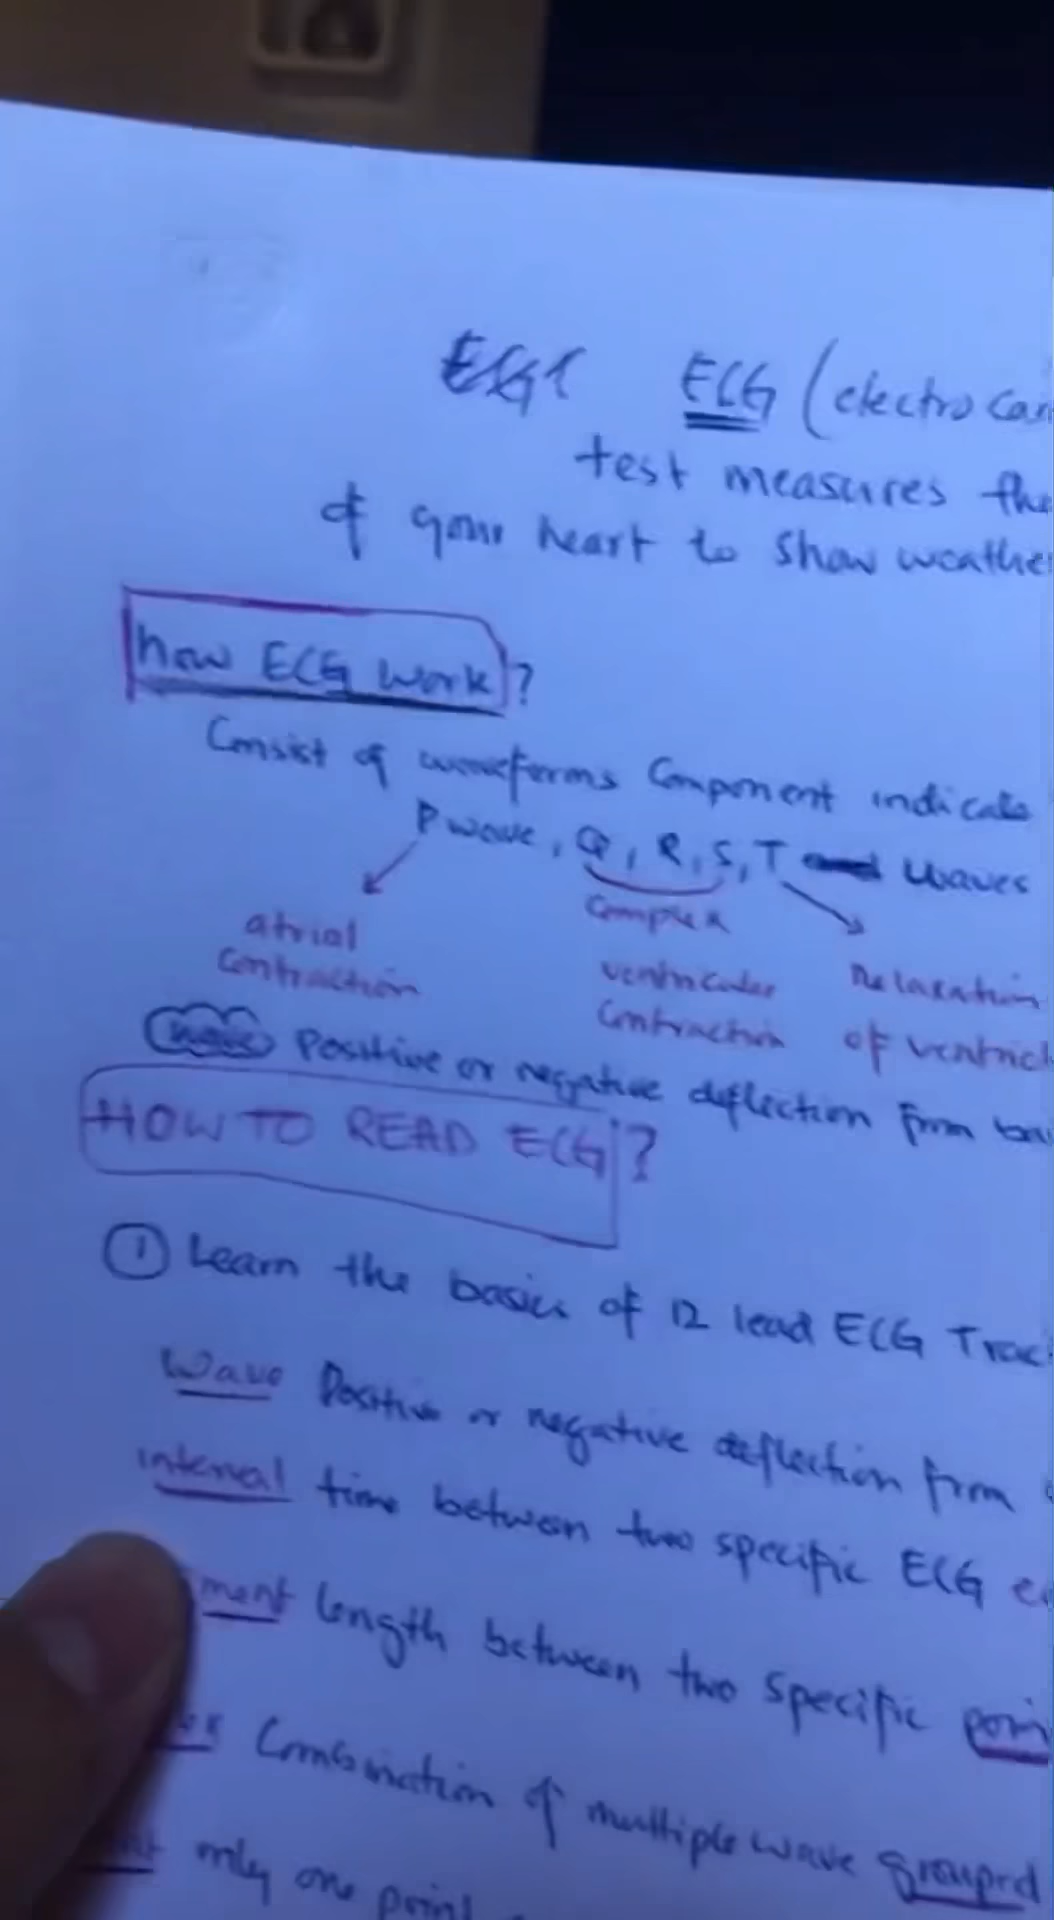 ECG (electro car
test measures the
of your heart to show weathe
how ECG work ?
Consist of waveforms Component indicate
P wave, Q, R, S, T waves
Complex
atrial contraction
ventricular contraction
Relaxation of ventricl
wave Positive or negative deflection from ba
HOW TO READ ECG ?
① Learn the basics of 12 lead ECG Trac
Wave Positive or negative deflection from
interval time between two specific ECG e
ment length between two specific poin
ex Combination of multiple wave grouped
only one point